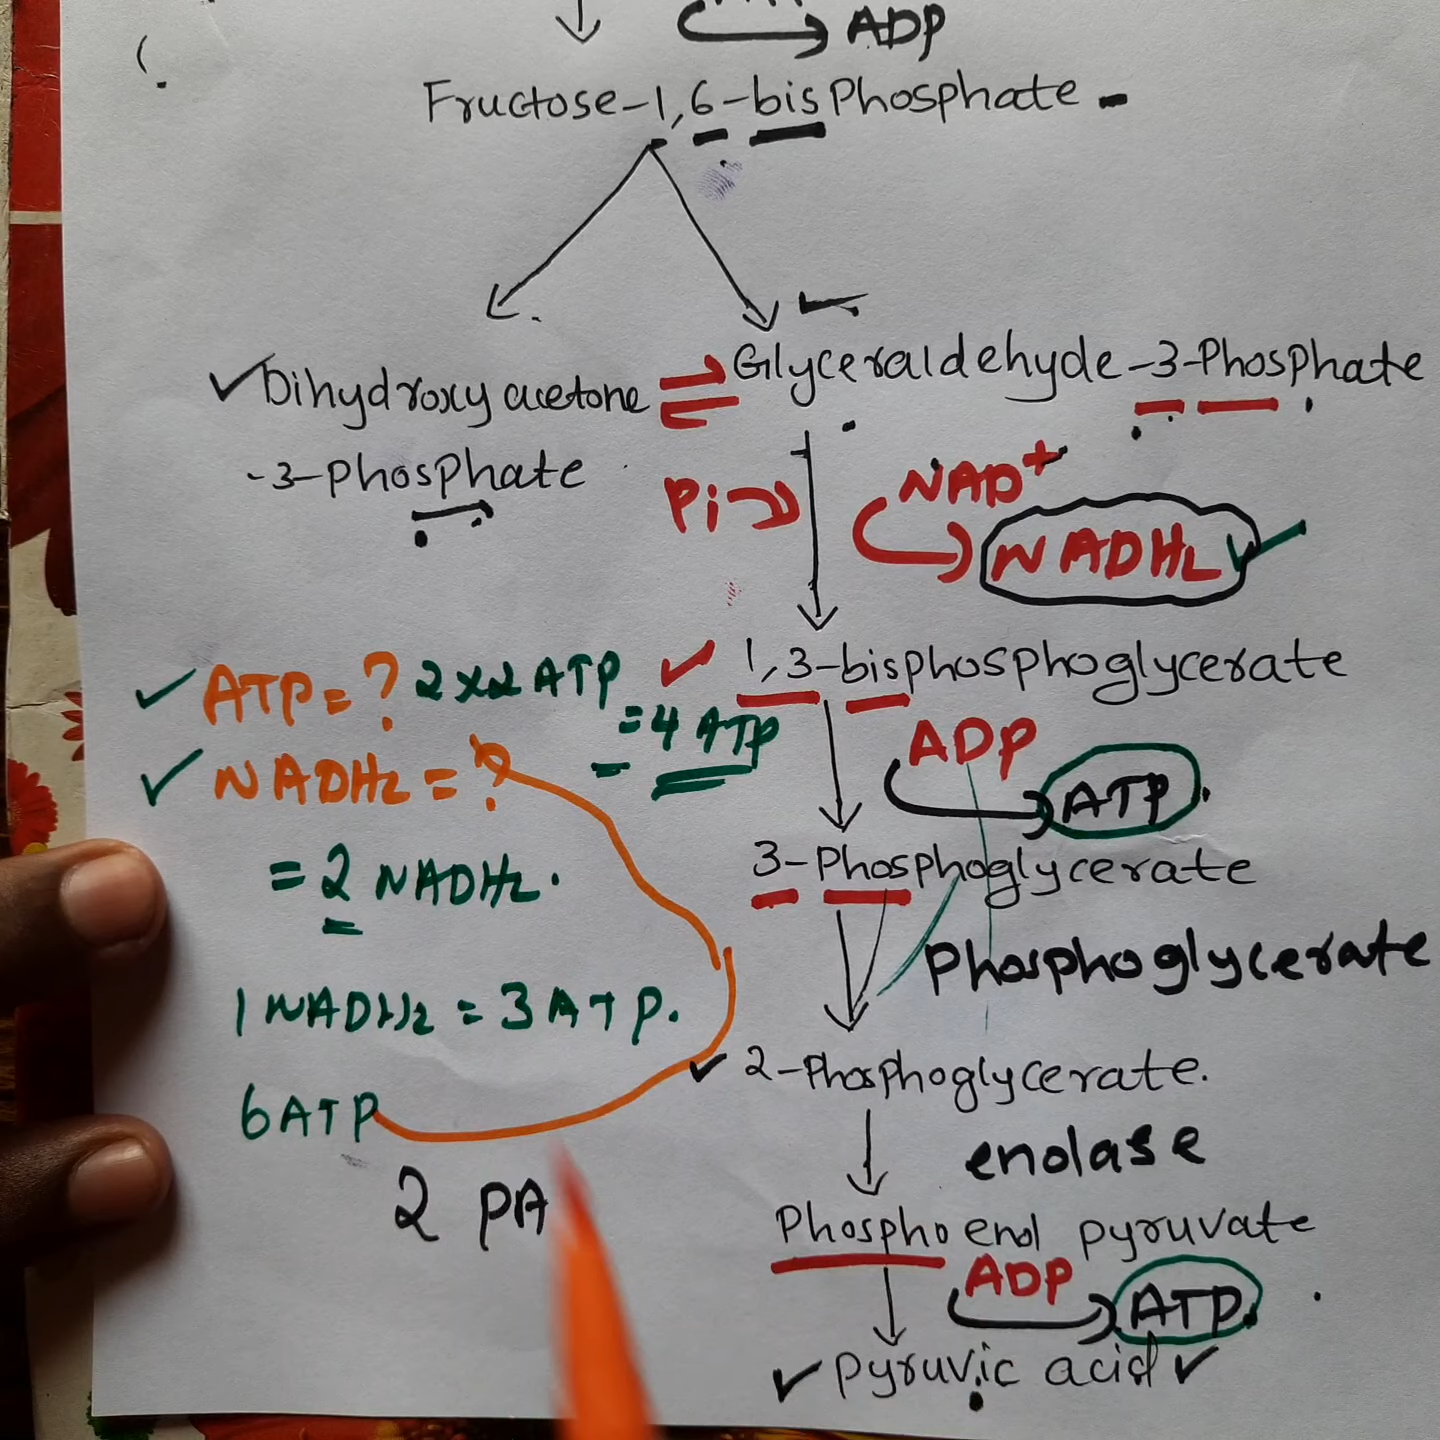 ADP
Fructose-1,6-bisPhosphate
Dihydroxy acetone
-3-Phosphate
Glyceraldehyde-3-Phosphate
Pi
NAD+
NADH2
1,3-bisphosphoglycerate
ADP
ATP
3-Phosphoglycerate
Phosphoglycerate
2-Phosphoglycerate.
enolase
Phosphoenol pyruvate
ADP
ATP
Pyruvic acid
ATP = ? 2x2 ATP
= 4 ATP
NADH2 = ?
= 2 NADH2.
1 NADH2 = 3 ATP.
6 ATP
2 PA